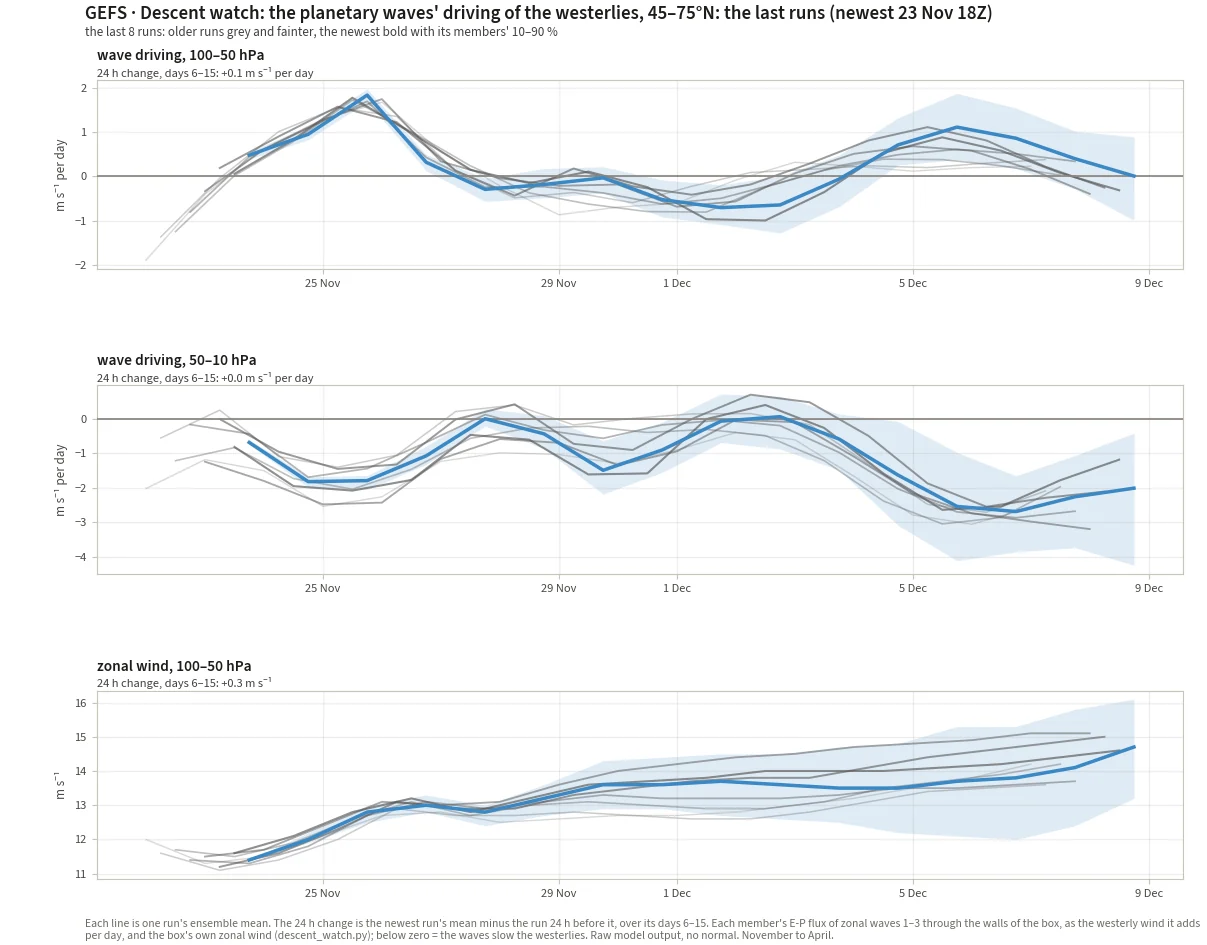 GEFS · Descent watch: the planetary waves' driving of the westerlies, 45–75°N: the last runs (newest 23 Nov 18Z)
the last 8 runs: older runs grey and fainter, the newest bold with its members' 10–90 %
wave driving, 100–50 hPa
24 h change, days 6–15: +0.1 m s⁻¹ per day
m s⁻¹ per day
2
1
0
−1
−2
25 Nov
29 Nov
1 Dec
5 Dec
9 Dec
wave driving, 50–10 hPa
24 h change, days 6–15: +0.0 m s⁻¹ per day
m s⁻¹ per day
0
−1
−2
−3
−4
25 Nov
29 Nov
1 Dec
5 Dec
9 Dec
zonal wind, 100–50 hPa
24 h change, days 6–15: +0.3 m s⁻¹
m s⁻¹
16
15
14
13
12
11
25 Nov
29 Nov
1 Dec
5 Dec
9 Dec
Each line is one run's ensemble mean. The 24 h change is the newest run's mean minus the run 24 h before it, over its days 6–15. Each member's E-P flux of zonal waves 1–3 through the walls of the box, as the westerly wind it adds
per day, and the box's own zonal wind (descent_watch.py); below zero = the waves slow the westerlies. Raw model output, no normal. November to April.